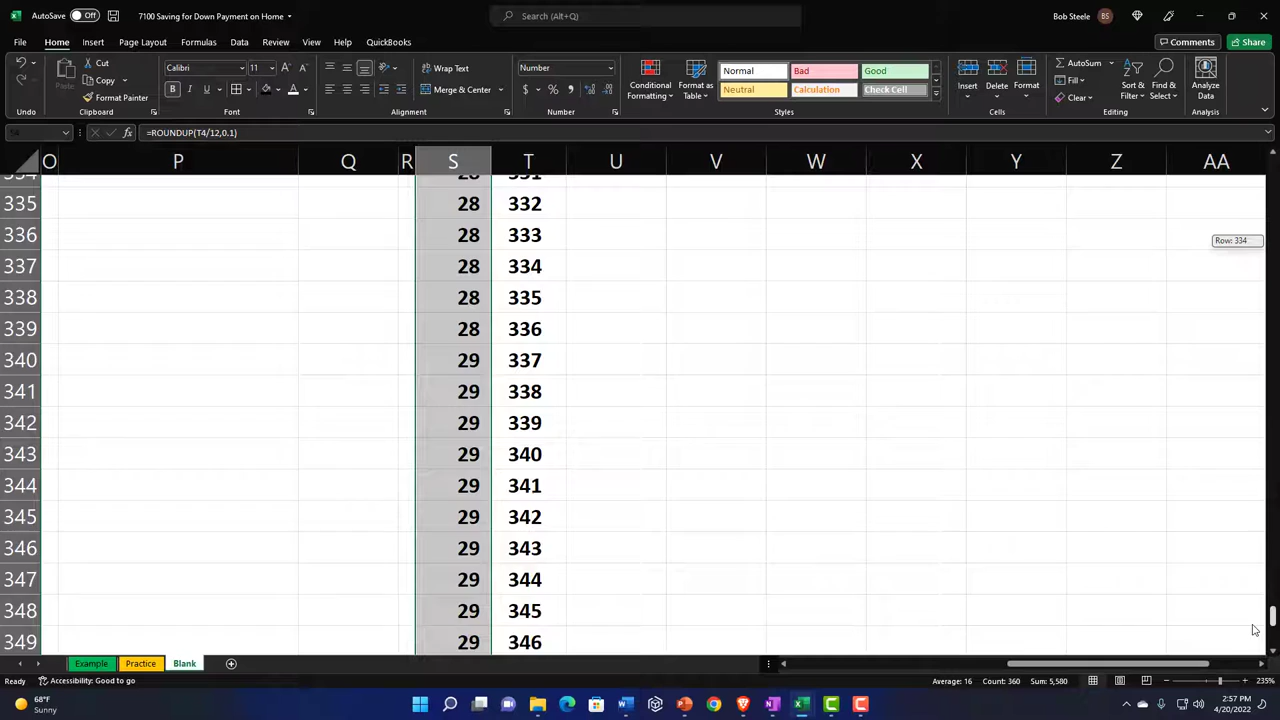 AutoSave Off 7100 Saving for Down Payment on Home Search (Alt+Q) Bob Steele BS
File Home Insert Page Layout Formulas Data Review View Help QuickBooks Comments Share
Cut Copy Format Painter Paste Calibri 11 Wrap Text Merge & Center Number Conditional Formatting Format as Table Normal Bad Good Neutral Calculation Check Cell Insert Delete Format AutoSum Fill Clear Sort & Filter Find & Select Analyze Data
Undo Clipboard Font Alignment Number Styles Cells Editing Analysis
=ROUNDUP(T4/12,0.1)
O P Q R S T U V W X Y Z AA
335 28 332
336 28 333
Row: 334
337 28 334
338 28 335
339 28 336
340 29 337
341 29 338
342 29 339
343 29 340
344 29 341
345 29 342
346 29 343
347 29 344
348 29 345
349 29 346
Example Practice Blank
Ready Accessibility: Good to go Average: 16 Count: 360 Sum: 5,580 235%
68°F
Sunny
2:57 PM
4/20/2022